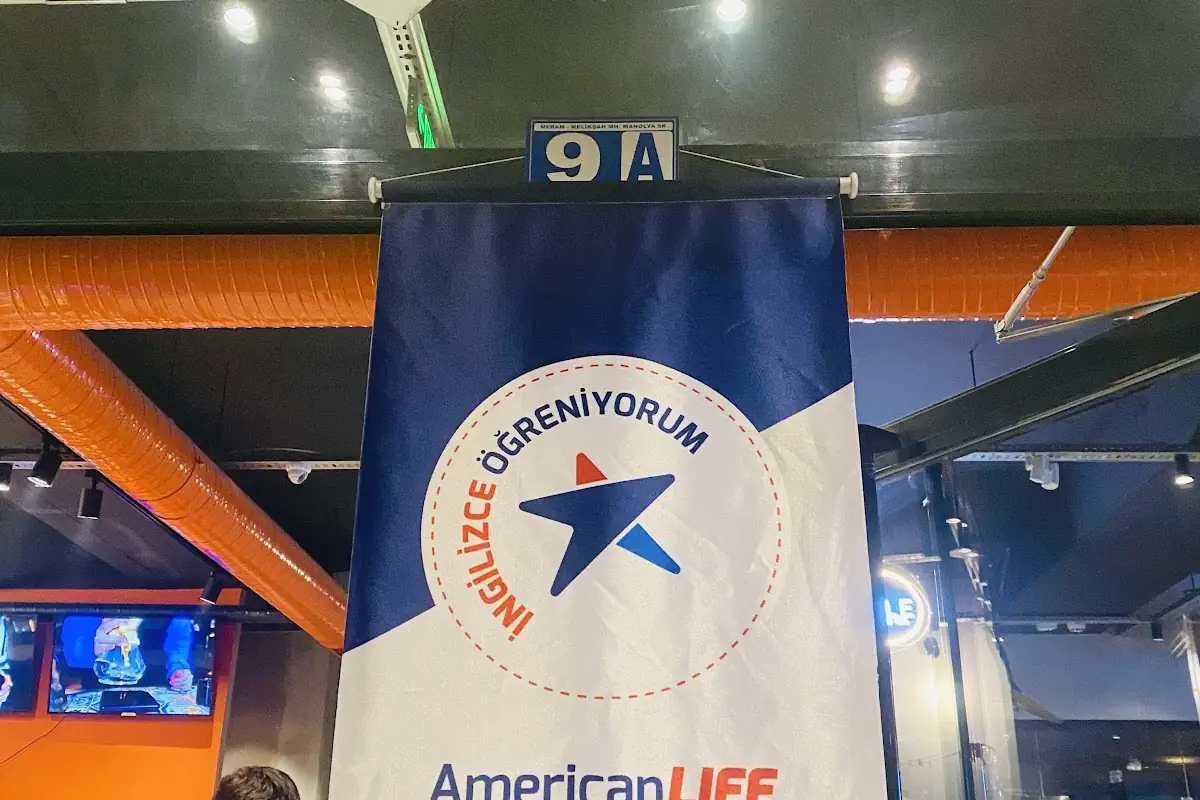 MERAM - MELİKŞAH MH. MANOLYA SK
9 A
İNGİLİZCE ÖĞRENİYORUM
AmericanLIFE